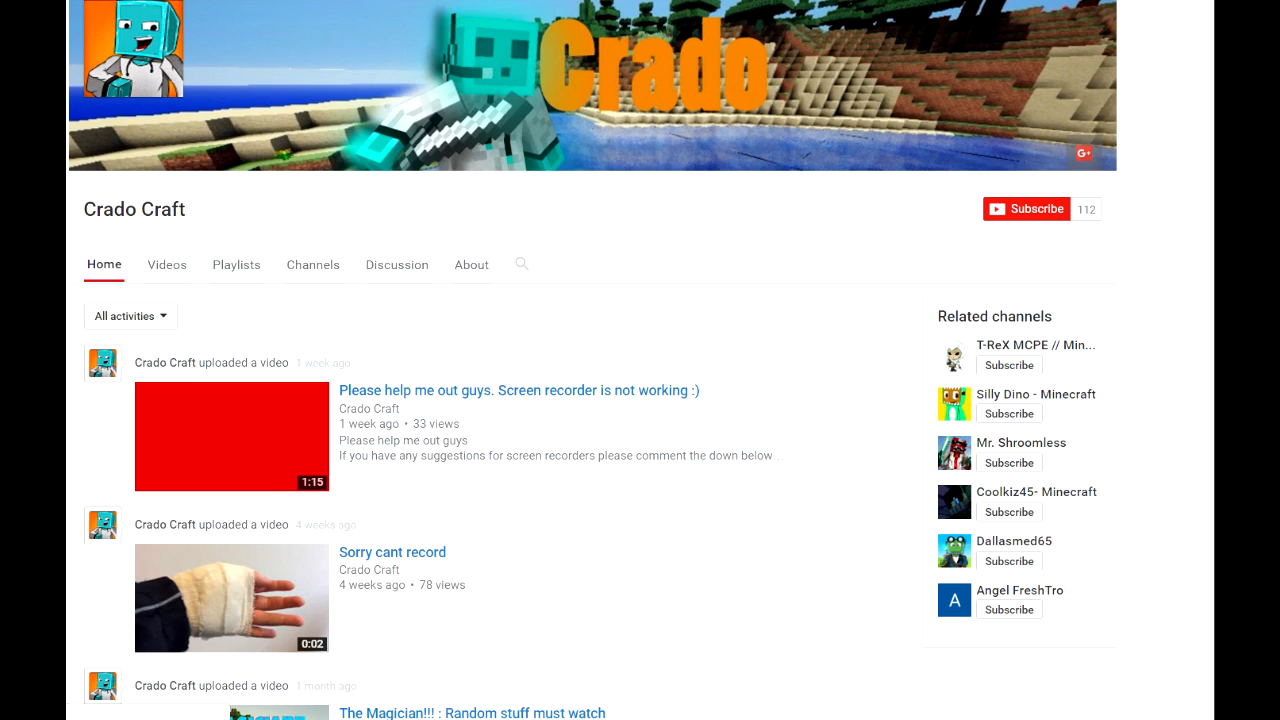 Crado
G+
Crado Craft
Subscribe 112
Home Videos Playlists Channels Discussion About
All activities
Crado Craft uploaded a video 1 week ago
1:15
Please help me out guys. Screen recorder is not working :)
Crado Craft
1 week ago • 33 views
Please help me out guys
If you have any suggestions for screen recorders please comment the down below...
Crado Craft uploaded a video 4 weeks ago
0:02
Sorry cant record
Crado Craft
4 weeks ago • 78 views
Crado Craft uploaded a video 1 month ago
The Magician!!! : Random stuff must watch
Related channels
T-ReX MCPE // Min...
Subscribe
Silly Dino - Minecraft
Subscribe
Mr. Shroomless
Subscribe
Coolkiz45- Minecraft
Subscribe
Dallasmed65
Subscribe
A
Angel FreshTro
Subscribe